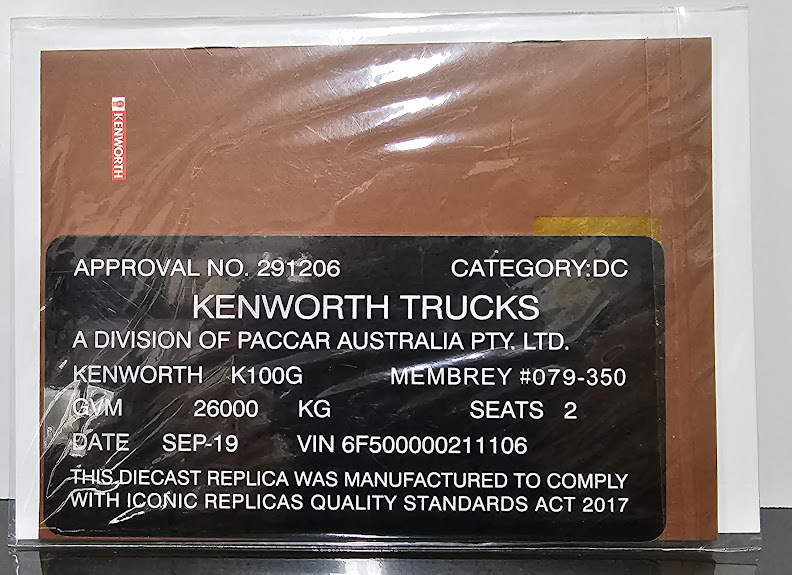 KENWORTH
APPROVAL NO. 291206 CATEGORY:DC
KENWORTH TRUCKS
A DIVISION OF PACCAR AUSTRALIA PTY. LTD.
KENWORTH K100G MEMBREY #079-350
GVM 26000 KG SEATS 2
DATE SEP-19 VIN 6F500000211106
THIS DIECAST REPLICA WAS MANUFACTURED TO COMPLY
WITH ICONIC REPLICAS QUALITY STANDARDS ACT 2017